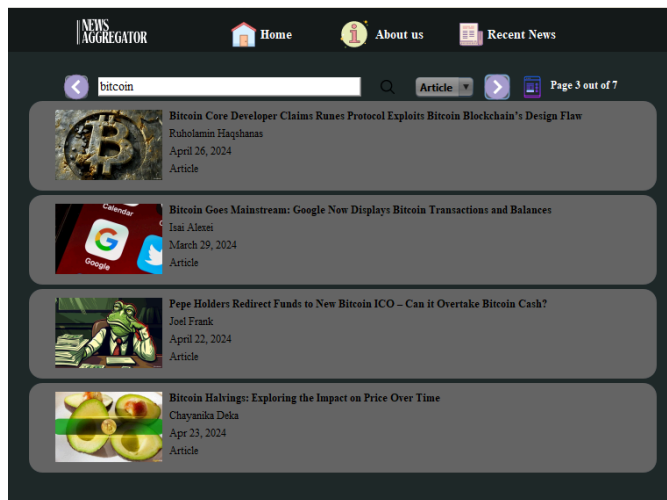 NEWS
AGGREGATOR
Home
About us
Recent News
bitcoin
Article
Page 3 out of 7
Bitcoin Core Developer Claims Runes Protocol Exploits Bitcoin Blockchain's Design Flaw
Ruholamin Haqshanas
April 26, 2024
Article
Calendar
Google
Bitcoin Goes Mainstream: Google Now Displays Bitcoin Transactions and Balances
Isai Alexei
March 29, 2024
Article
Pepe Holders Redirect Funds to New Bitcoin ICO – Can it Overtake Bitcoin Cash?
Joel Frank
April 22, 2024
Article
Bitcoin Halvings: Exploring the Impact on Price Over Time
Chayanika Deka
Apr 23, 2024
Article